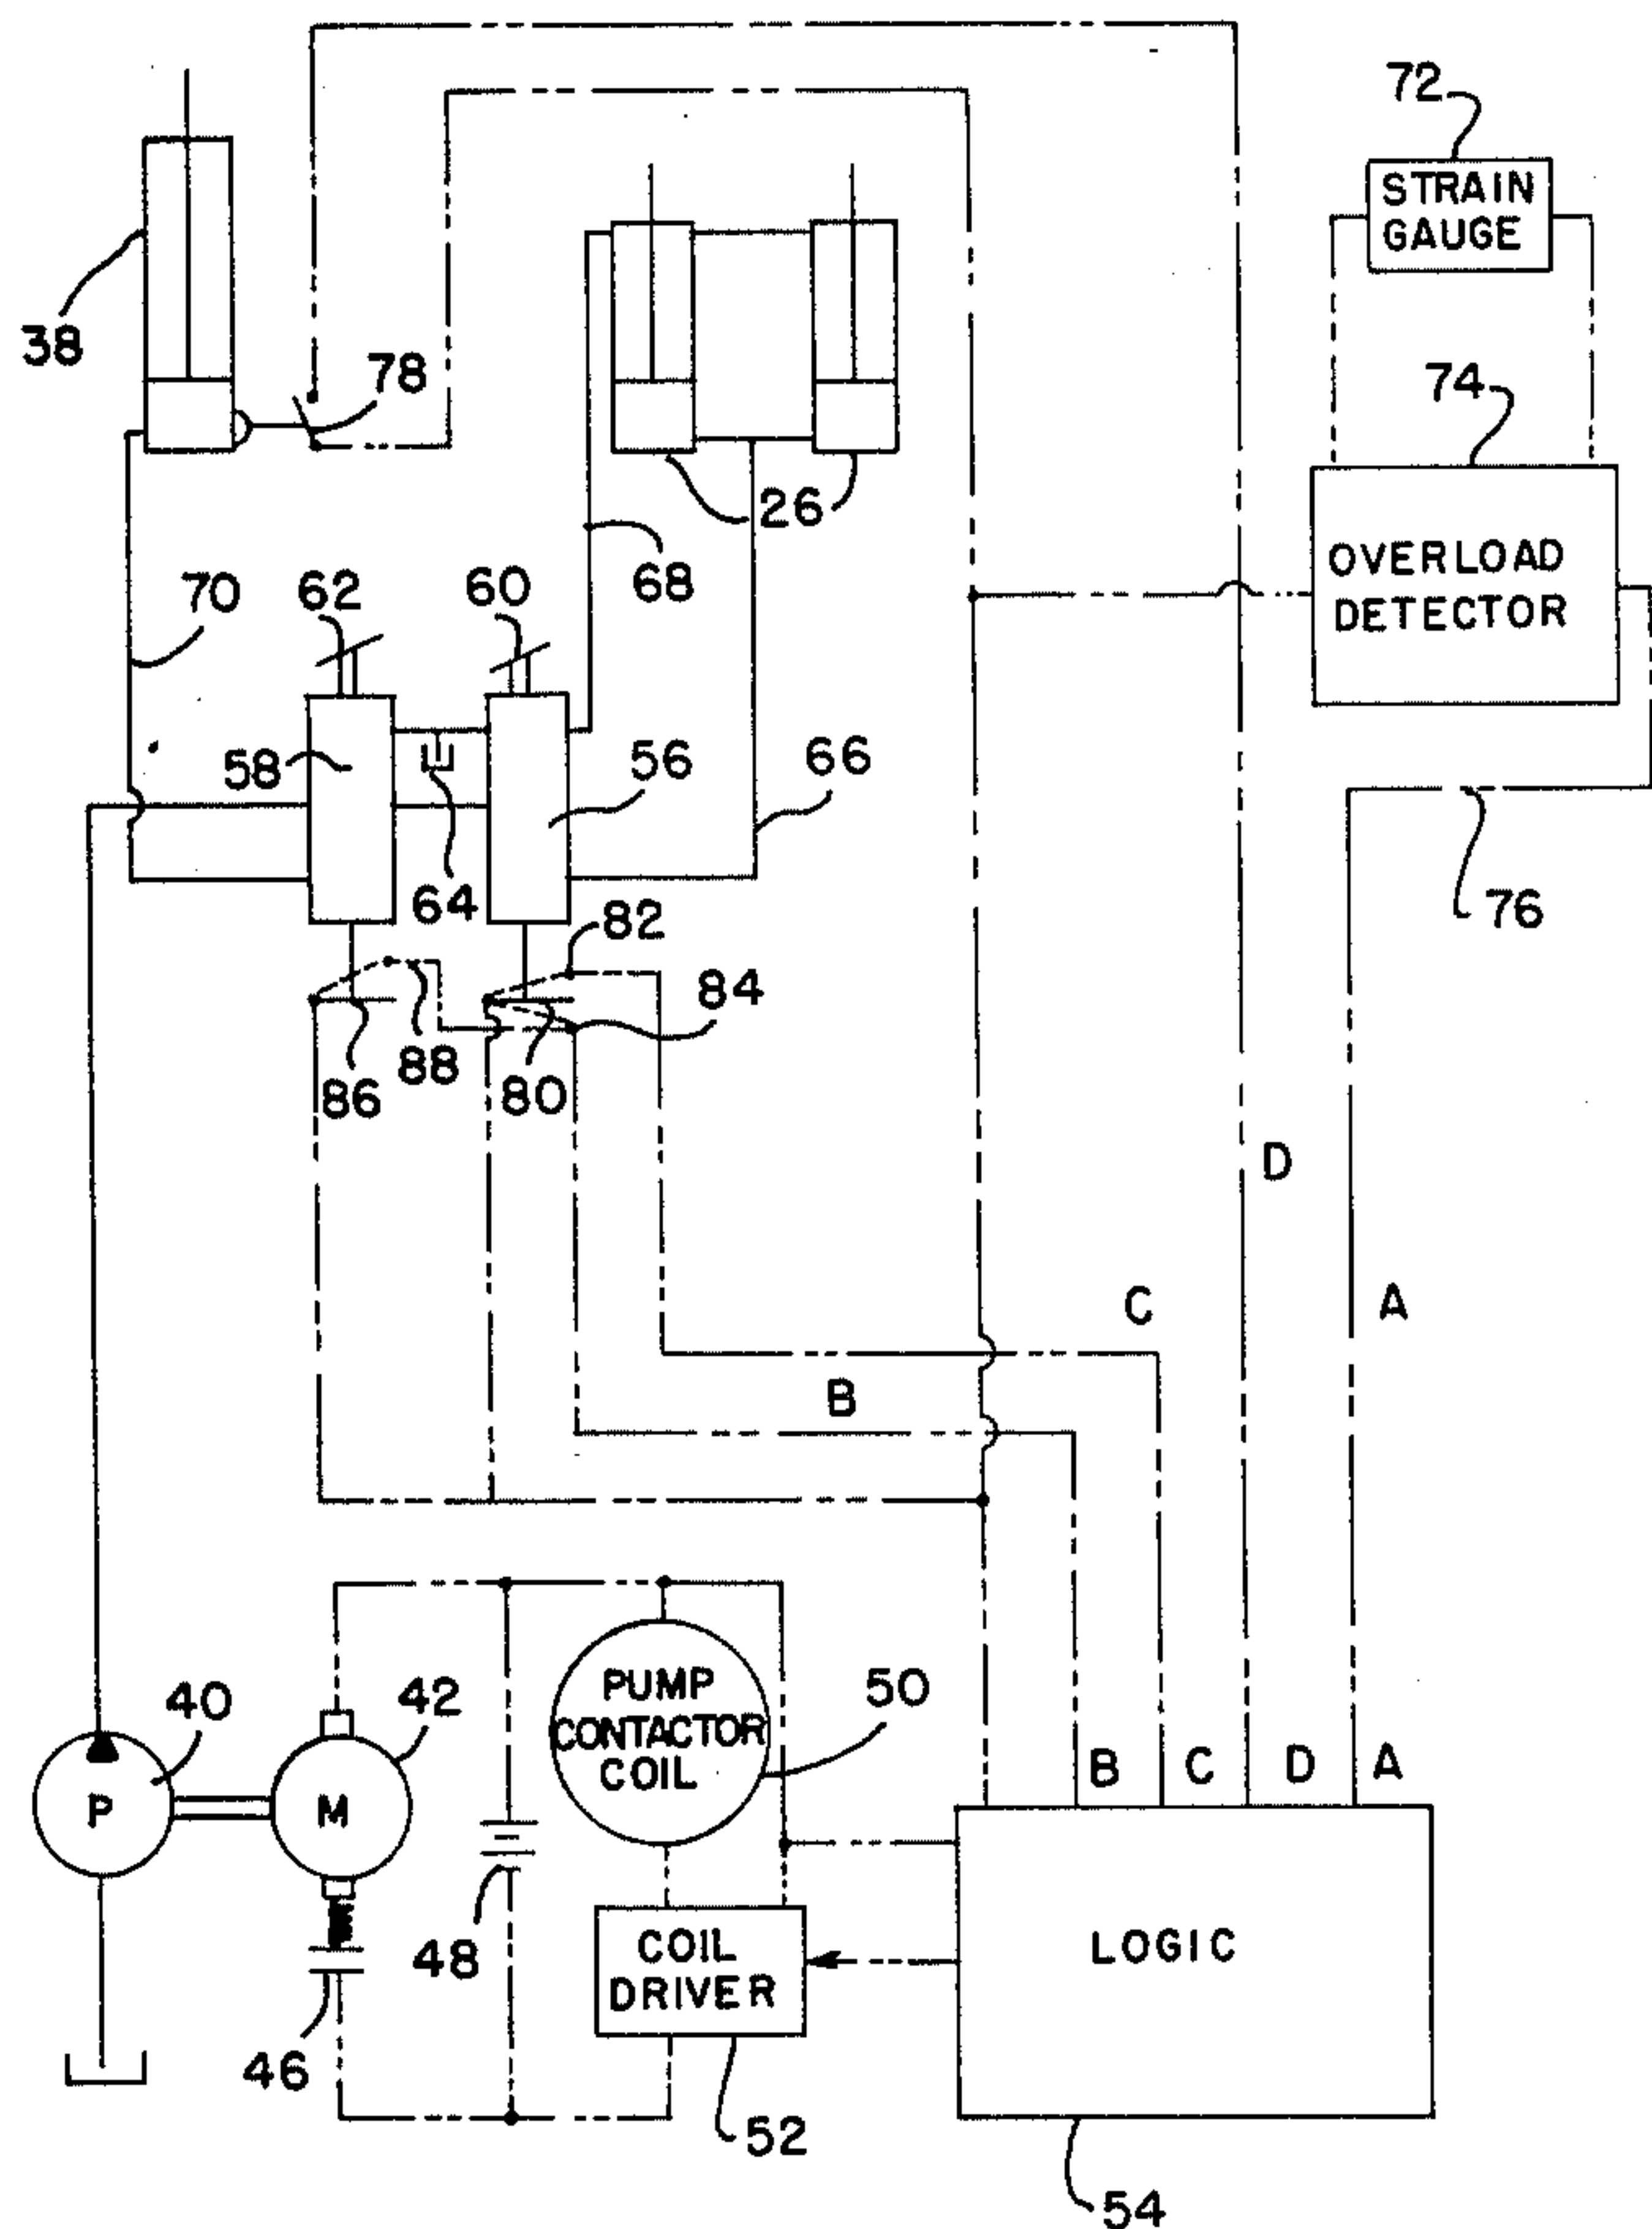 72
STRAIN
GAUGE
38
78
74
26
OVERLOAD
DETECTOR
70
62
60
68
58
56
66
64
76
82
84
88
86
80
D
C
A
B
40
42
PUMP
CONTACTOR
COIL
50
B
C
D
A
P
M
48
COIL
DRIVER
LOGIC
46
52
54